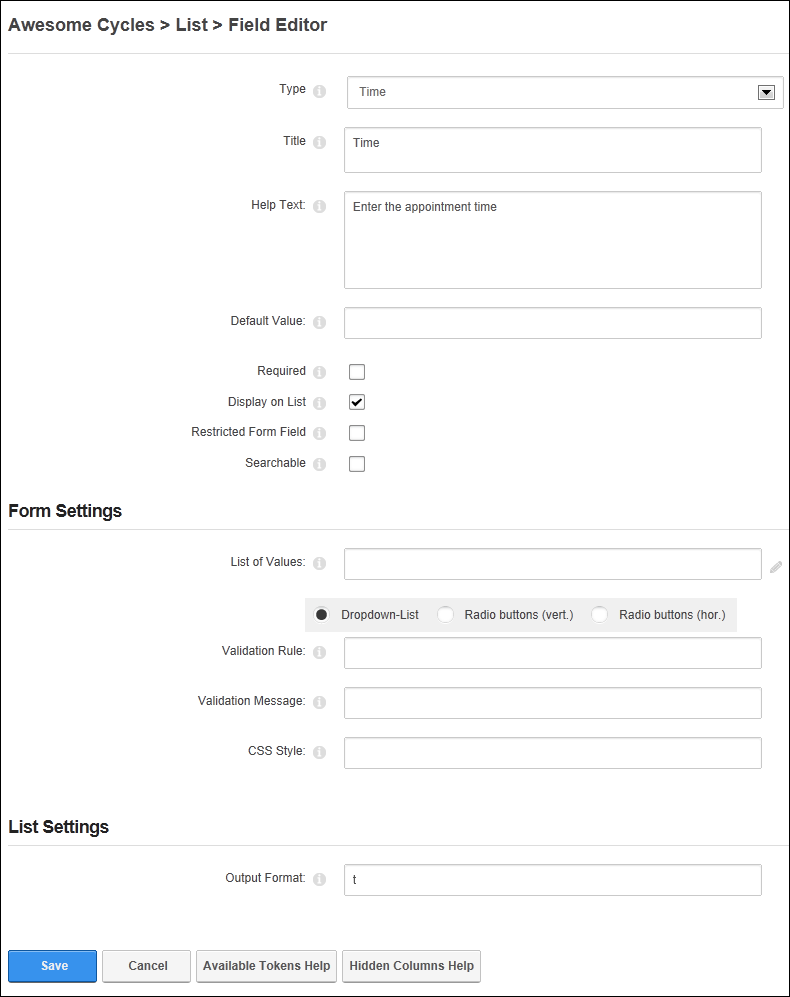 Awesome Cycles > List > Field Editor
Type Time
Title Time
Help Text: Enter the appointment time
Default Value:
Required
Display on List
Restricted Form Field
Searchable
Form Settings
List of Values:
Dropdown-List Radio buttons (vert.) Radio buttons (hor.)
Validation Rule:
Validation Message:
CSS Style:
List Settings
Output Format: t
Save Cancel Available Tokens Help Hidden Columns Help